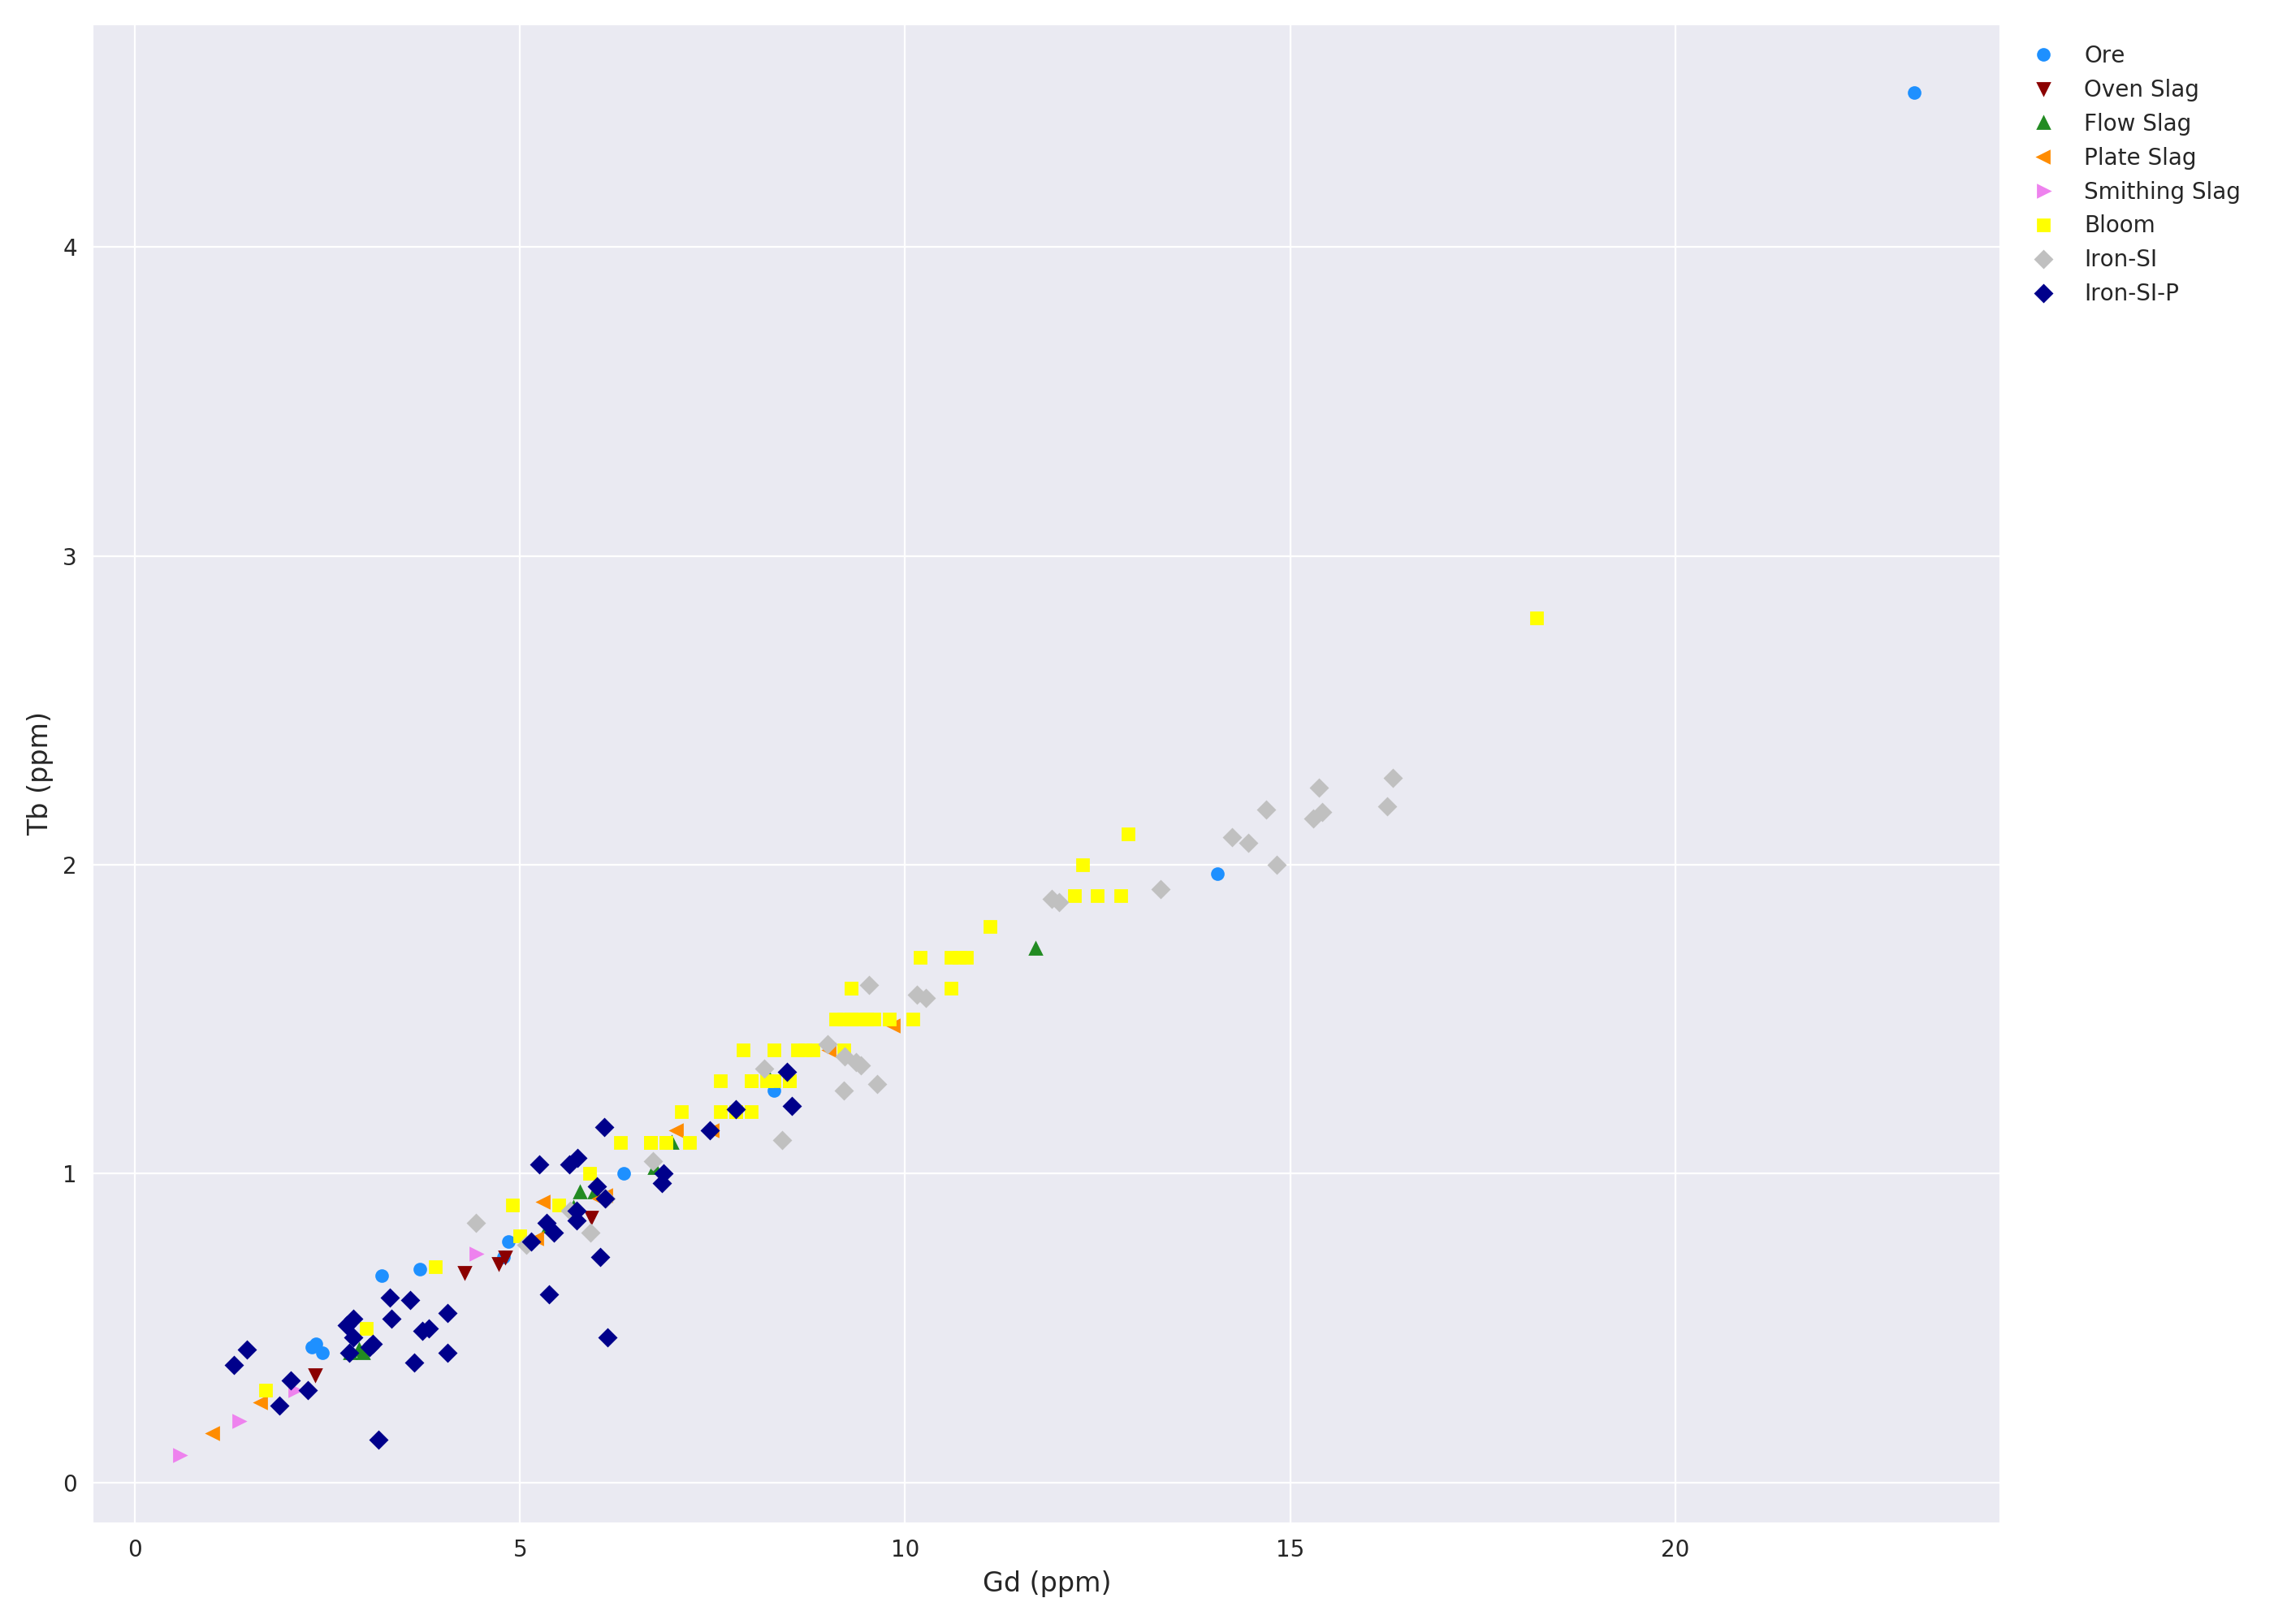 Ore
Oven Slag
Flow Slag
Plate Slag
Smithing Slag
Bloom
Iron-SI
Iron-SI-P
4
3
2
1
0
Tb (ppm)
0 5 10 15 20
Gd (ppm)